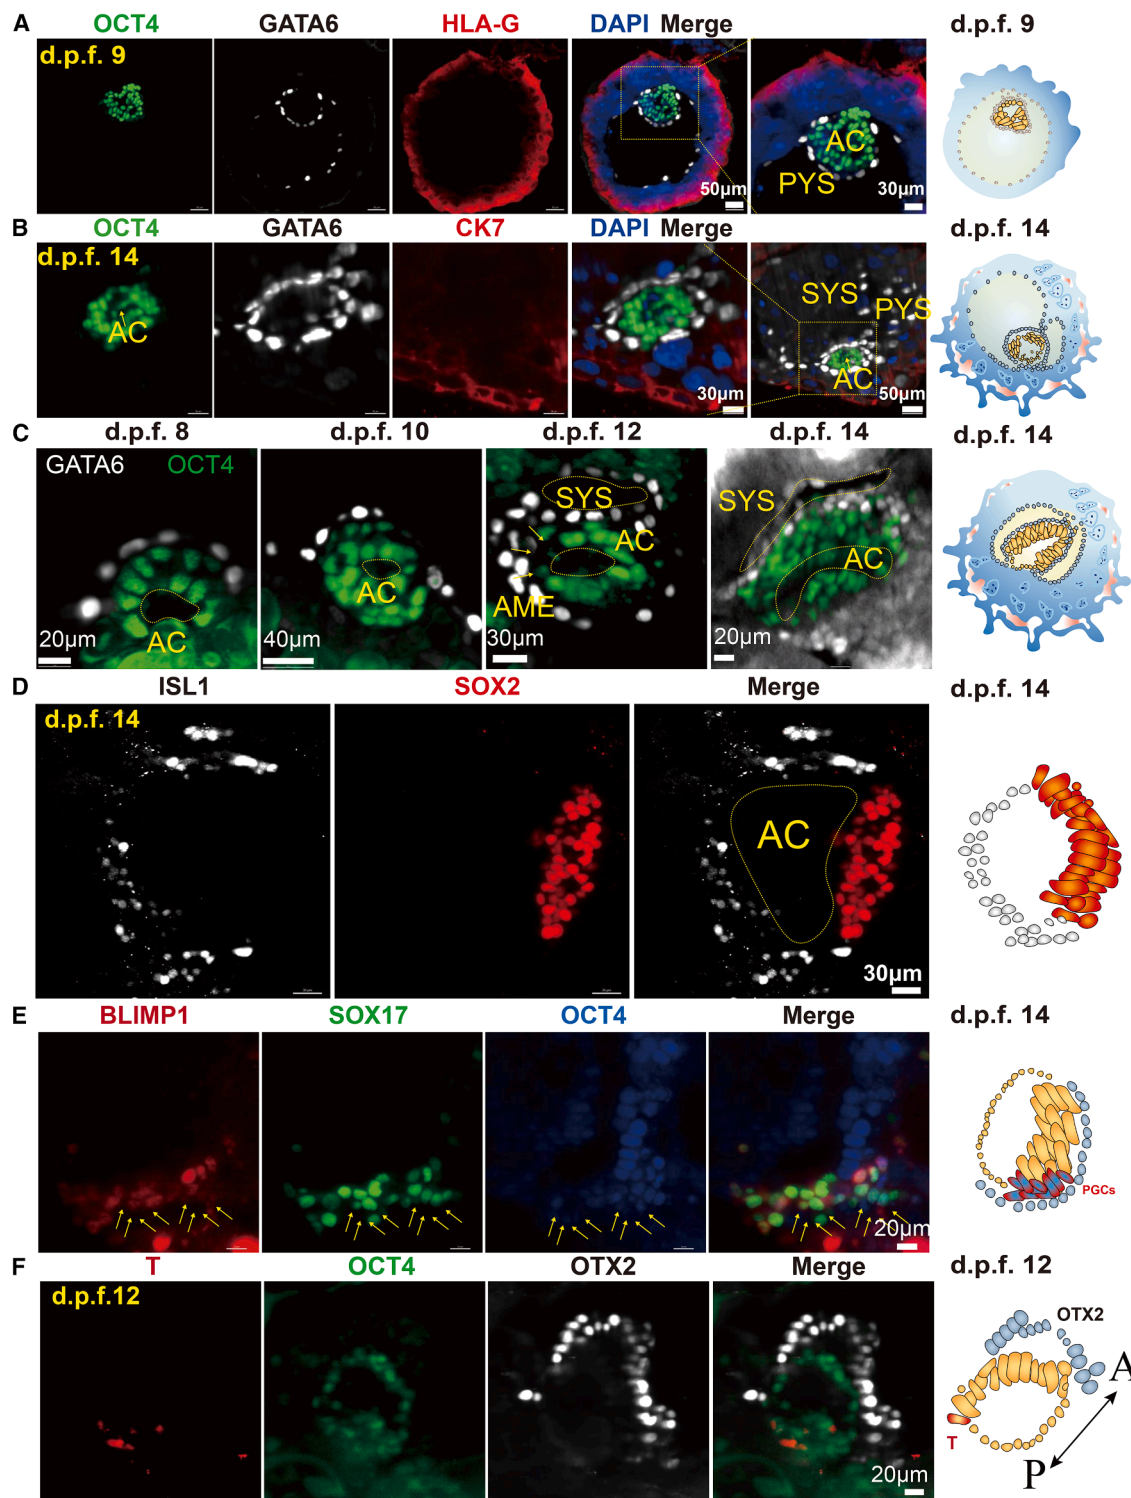 A OCT4 GATA6 HLA-G DAPI Merge d.p.f. 9
d.p.f. 9
AC
PYS
50µm 30µm
B OCT4 GATA6 CK7 DAPI Merge d.p.f. 14
d.p.f. 14
SYS
PYS
AC
AC
30µm 50µm
C d.p.f. 8 d.p.f. 10 d.p.f. 12 d.p.f. 14 d.p.f. 14
GATA6 OCT4
SYS
SYS
AC
AC
AC
AME
AC
20µm 40µm 30µm 20µm
D ISL1 SOX2 Merge d.p.f. 14
d.p.f. 14
AC
30µm
E BLIMP1 SOX17 OCT4 Merge d.p.f. 14
PGCs
20µm
F T OCT4 OTX2 Merge d.p.f. 12
d.p.f.12
OTX2
A
T
P
20µm